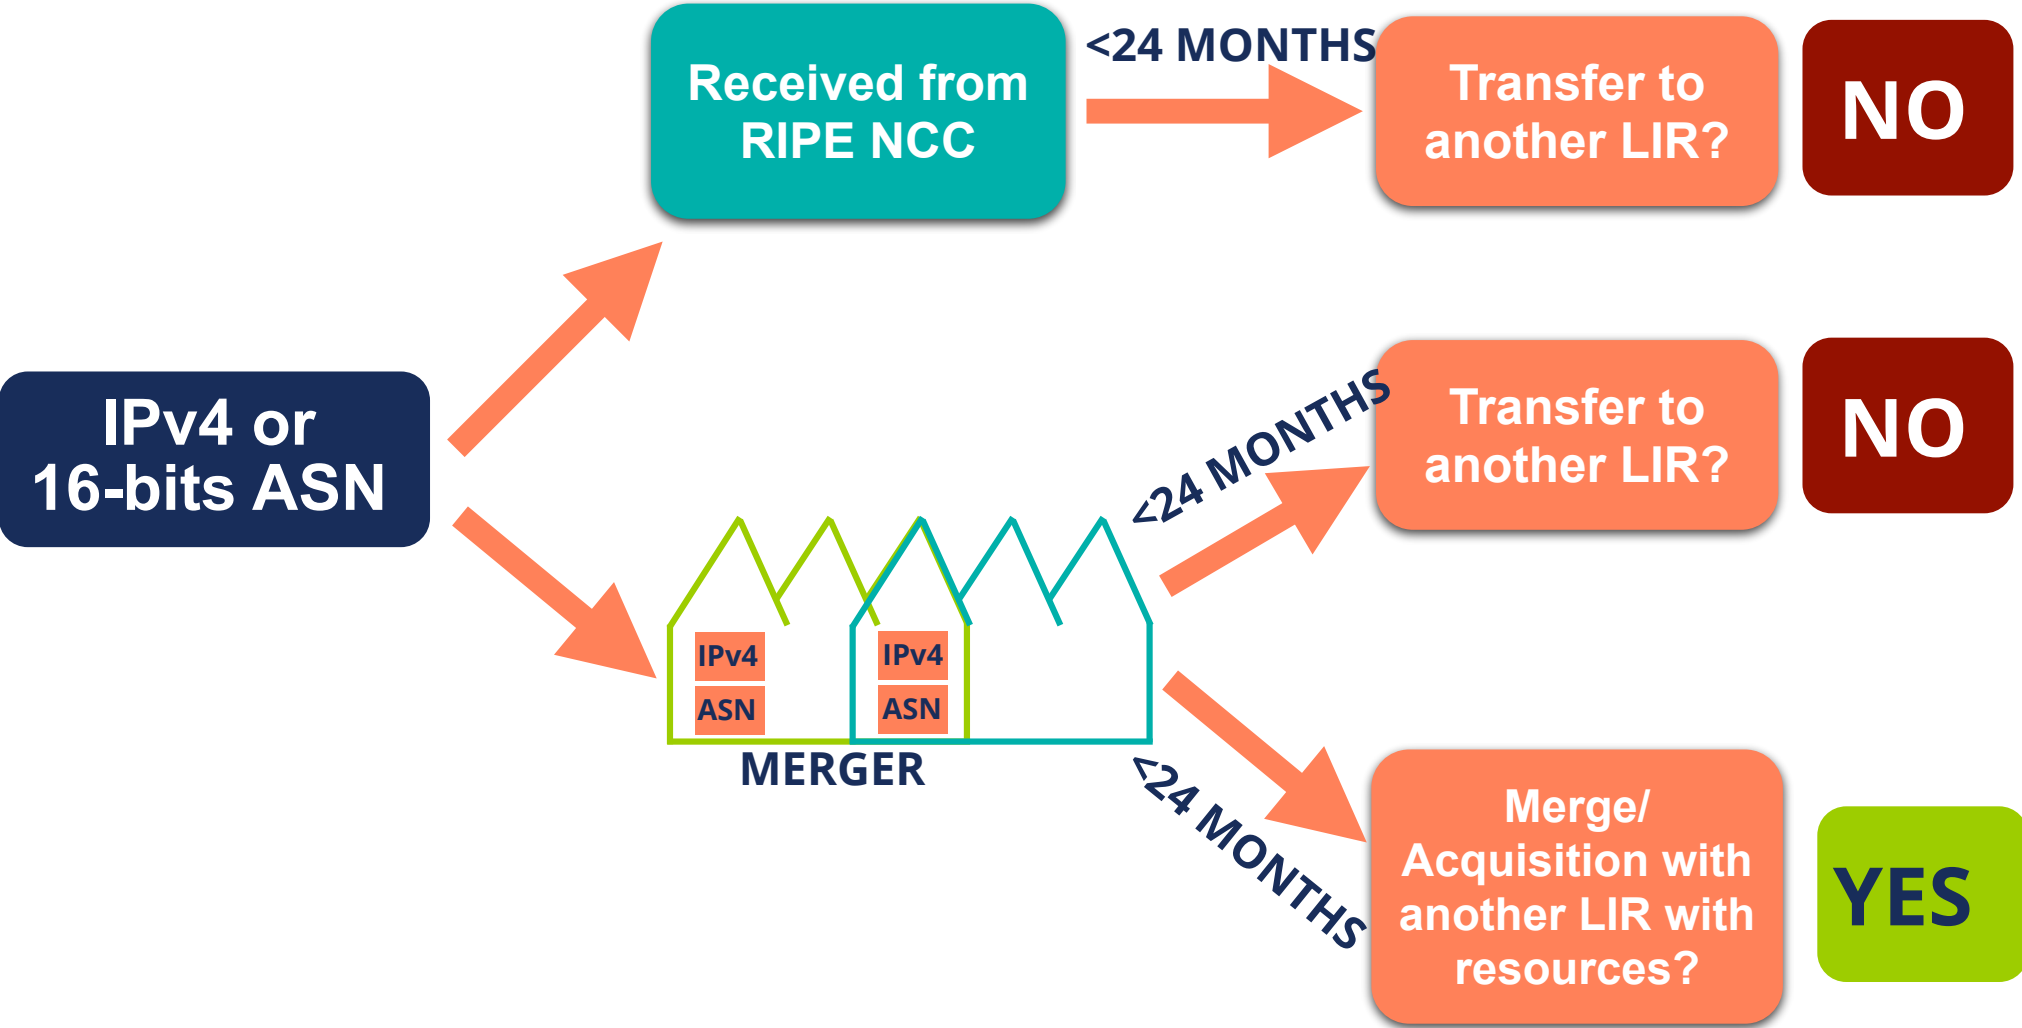 Received from
RIPE NCC
<24 MONTHS
Transfer to
another LIR?
NO
IPv4 or
16-bits ASN
<24 MONTHS
Transfer to
another LIR?
NO
IPv4
ASN
IPv4
ASN
MERGER
<24 MONTHS
Merge/
Acquisition with
another LIR with
resources?
YES